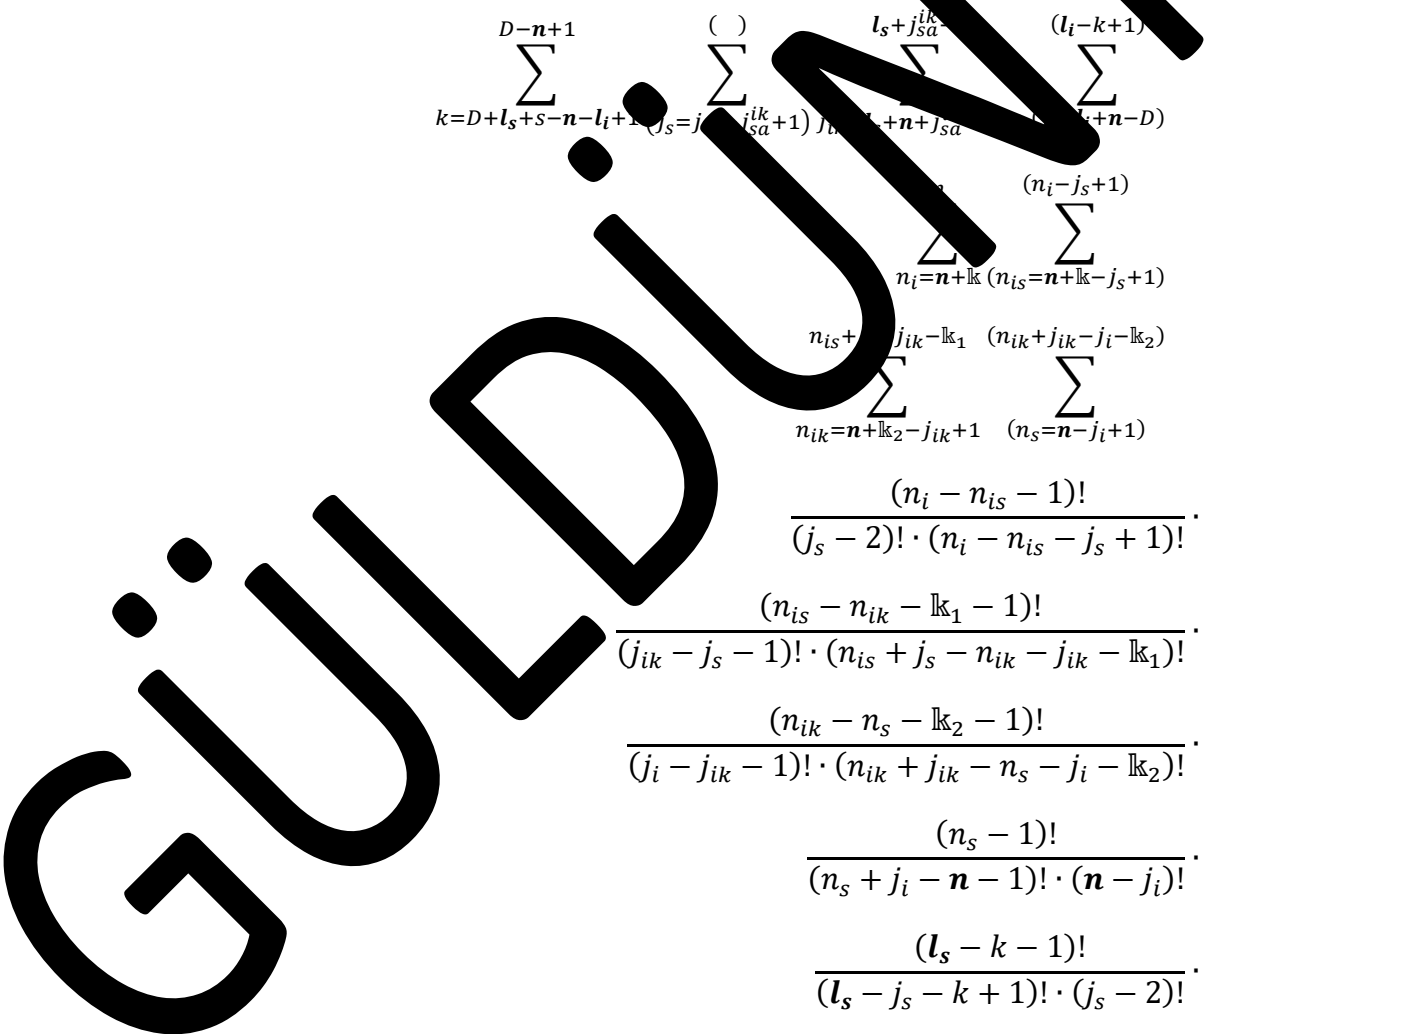 D−n+1 ( ) (l_i−k+1)
∑ ∑ ∑ ∑
k=D+l_s+s−n−l_i+1
(n_i−j_s+1)
∑ ∑
n_i=n+𝕜 (n_is=n+𝕜−j_s+1)
j_ik−𝕜_1 (n_ik+j_ik−j_i−𝕜_2)
∑ ∑
n_ik=n+𝕜_2−j_ik+1 (n_s=n−j_i+1)
(n_i − n_is − 1)!
(j_s − 2)! · (n_i − n_is − j_s + 1)! ·
(n_is − n_ik − 𝕜_1 − 1)!
(j_ik − j_s − 1)! · (n_is + j_s − n_ik − j_ik − 𝕜_1)! ·
(n_ik − n_s − 𝕜_2 − 1)!
(j_i − j_ik − 1)! · (n_ik + j_ik − n_s − j_i − 𝕜_2)! ·
(n_s − 1)!
(n_s + j_i − n − 1)! · (n − j_i)! ·
(l_s − k − 1)!
(l_s − j_s − k + 1)! · (j_s − 2)! ·
GÜLDÜN